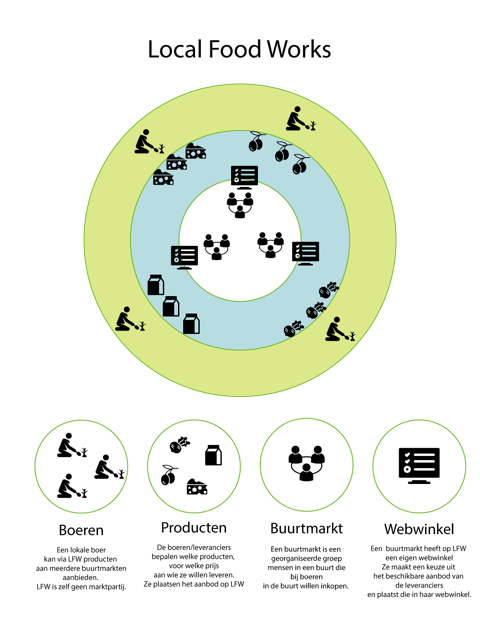 Local Food Works
Boeren
Een lokale boer
kan via LFW producten
aan meerdere buurtmarkten
aanbieden.
LFW is zelf geen marktpartij.
Producten
De boeren/leveranciers
bepalen welke producten,
voor welke prijs
aan wie ze willen leveren.
Ze plaatsen het aanbod op LFW
Buurtmarkt
Een buurtmarkt is een
georganiseerde groep
mensen in een buurt die
bij boeren
in de buurt willen inkopen.
Webwinkel
Een buurtmarkt heeft op LFW
een eigen webwinkel
Ze maakt een keuze uit
het beschikbare aanbod van
de leveranciers
en plaatst die in haar webwinkel.